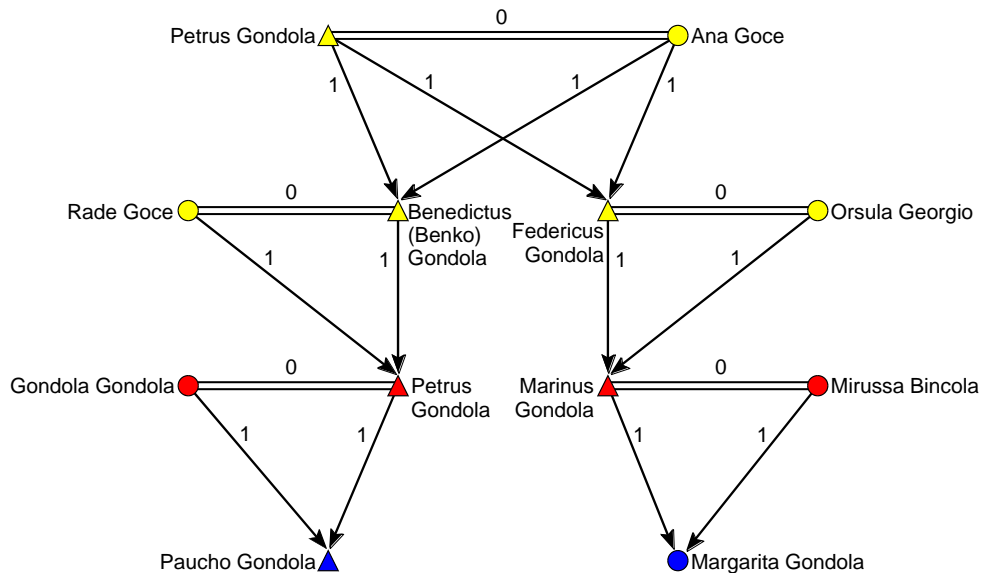 0
Petrus Gondola
Ana Goce
1
1
1
1
0
0
Rade Goce
Benedictus
(Benko)
Gondola
Federicus
Gondola
Orsula Georgio
1
1
1
1
0
0
Gondola Gondola
Petrus
Gondola
Marinus
Gondola
Mirussa Bincola
1
1
1
1
Paucho Gondola
Margarita Gondola